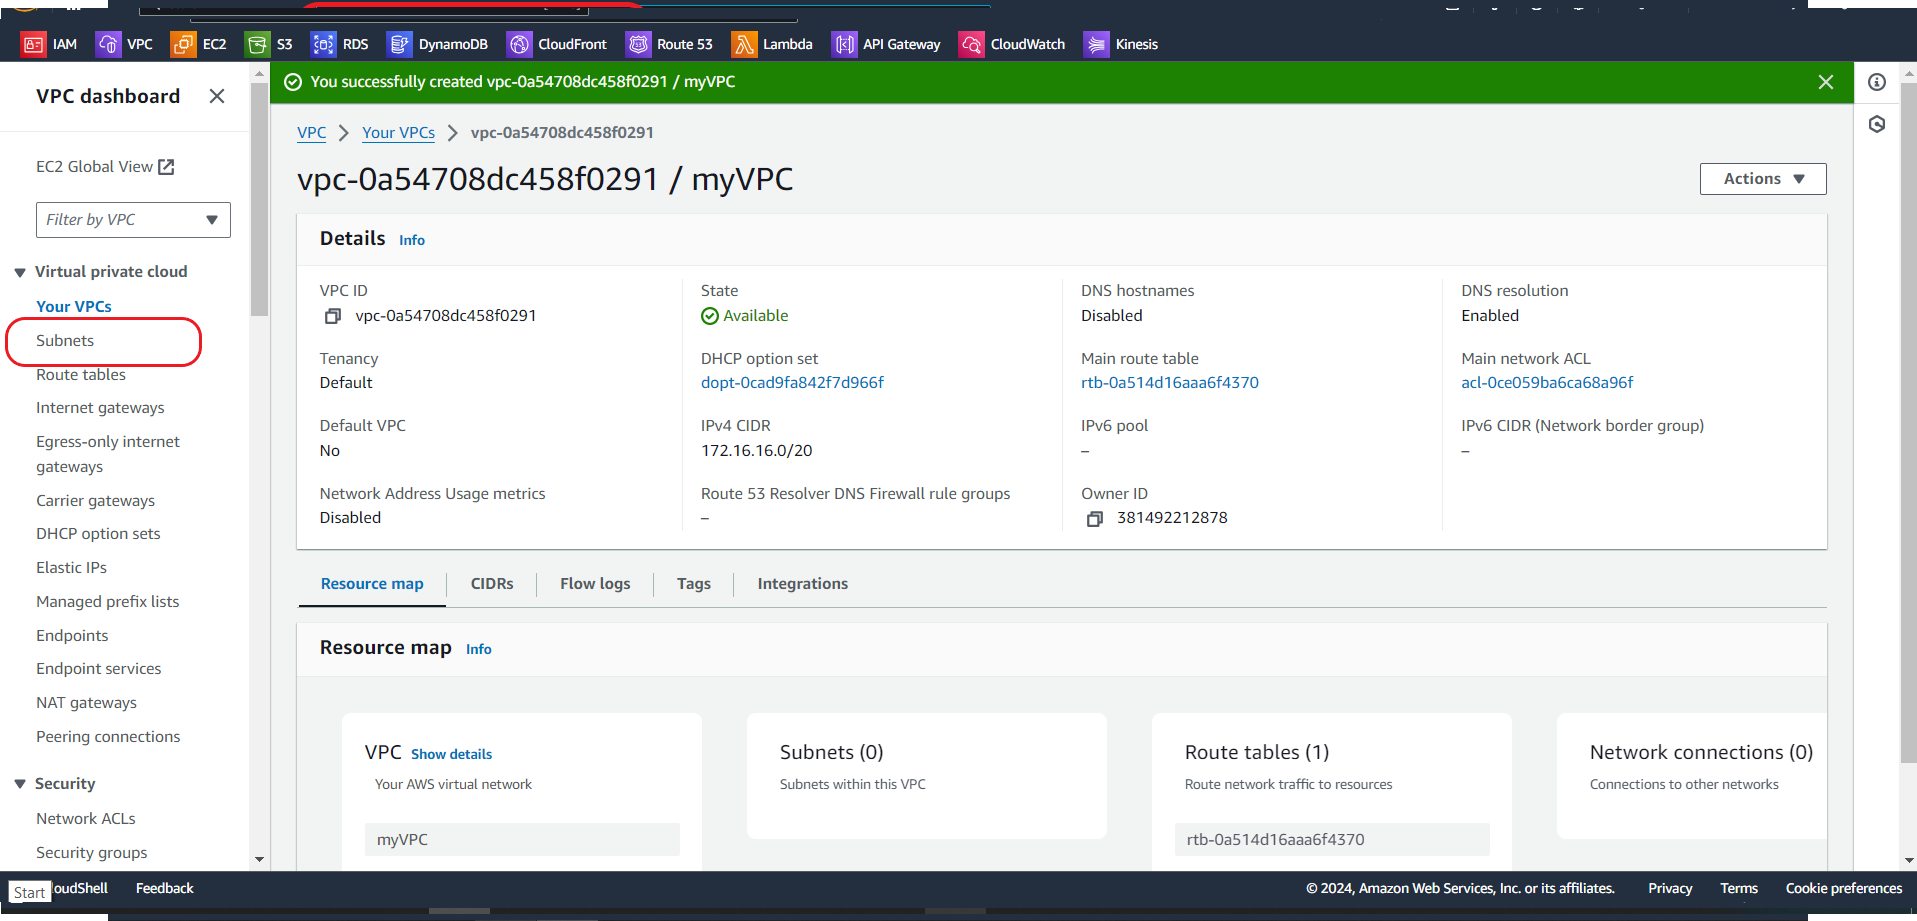 IAM VPC EC2 S3 RDS DynamoDB CloudFront Route 53 Lambda API Gateway CloudWatch Kinesis
VPC dashboard
EC2 Global View
Filter by VPC
Virtual private cloud
Your VPCs
Subnets
Route tables
Internet gateways
Egress-only internet
gateways
Carrier gateways
DHCP option sets
Elastic IPs
Managed prefix lists
Endpoints
Endpoint services
NAT gateways
Peering connections
Security
Network ACLs
Security groups
You successfully created vpc-0a54708dc458f0291 / myVPC
VPC Your VPCs vpc-0a54708dc458f0291
vpc-0a54708dc458f0291 / myVPC
Actions
Details Info
VPC ID
vpc-0a54708dc458f0291
State
Available
DNS hostnames
Disabled
DNS resolution
Enabled
Tenancy
Default
DHCP option set
dopt-0cad9fa842f7d966f
Main route table
rtb-0a514d16aaa6f4370
Main network ACL
acl-0ce059ba6ca68a96f
Default VPC
No
IPv4 CIDR
172.16.16.0/20
IPv6 pool
–
IPv6 CIDR (Network border group)
–
Network Address Usage metrics
Disabled
Route 53 Resolver DNS Firewall rule groups
–
Owner ID
381492212878
Resource map CIDRs Flow logs Tags Integrations
Resource map Info
VPC Show details
Your AWS virtual network
myVPC
Subnets (0)
Subnets within this VPC
Route tables (1)
Route network traffic to resources
rtb-0a514d16aaa6f4370
Network connections (0)
Connections to other networks
Start oudShell Feedback © 2024, Amazon Web Services, Inc. or its affiliates. Privacy Terms Cookie preferences